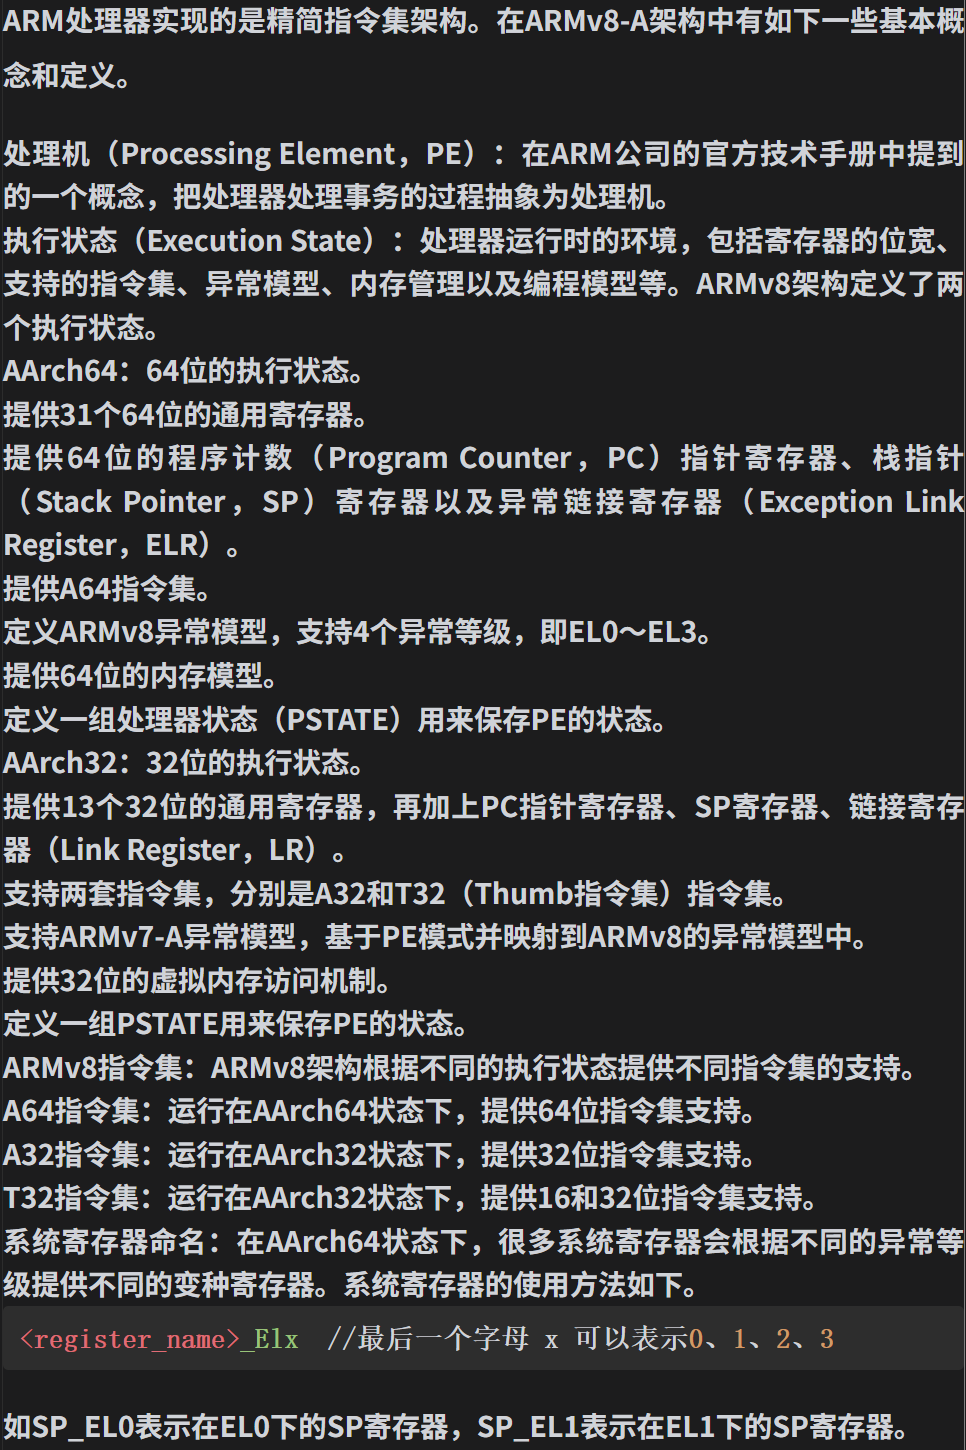 ARM处理器实现的是精简指令集架构。在ARMv8-A架构中有如下一些基本概
念和定义。
处理机（Processing Element，PE）：在ARM公司的官方技术手册中提到
的一个概念，把处理器处理事务的过程抽象为处理机。
执行状态（Execution State）：处理器运行时的环境，包括寄存器的位宽、
支持的指令集、异常模型、内存管理以及编程模型等。ARMv8架构定义了两
个执行状态。
AArch64：64位的执行状态。
提供31个64位的通用寄存器。
提供64位的程序计数（Program Counter，PC）指针寄存器、栈指针
（Stack Pointer，SP）寄存器以及异常链接寄存器（Exception Link
Register，ELR）。
提供A64指令集。
定义ARMv8异常模型，支持4个异常等级，即EL0～EL3。
提供64位的内存模型。
定义一组处理器状态（PSTATE）用来保存PE的状态。
AArch32：32位的执行状态。
提供13个32位的通用寄存器，再加上PC指针寄存器、SP寄存器、链接寄存
器（Link Register，LR）。
支持两套指令集，分别是A32和T32（Thumb指令集）指令集。
支持ARMv7-A异常模型，基于PE模式并映射到ARMv8的异常模型中。
提供32位的虚拟内存访问机制。
定义一组PSTATE用来保存PE的状态。
ARMv8指令集：ARMv8架构根据不同的执行状态提供不同指令集的支持。
A64指令集：运行在AArch64状态下，提供64位指令集支持。
A32指令集：运行在AArch32状态下，提供32位指令集支持。
T32指令集：运行在AArch32状态下，提供16和32位指令集支持。
系统寄存器命名：在AArch64状态下，很多系统寄存器会根据不同的异常等
级提供不同的变种寄存器。系统寄存器的使用方法如下。
<register_name>_Elx  //最后一个字母 x 可以表示0、1、2、3
如SP_EL0表示在EL0下的SP寄存器，SP_EL1表示在EL1下的SP寄存器。